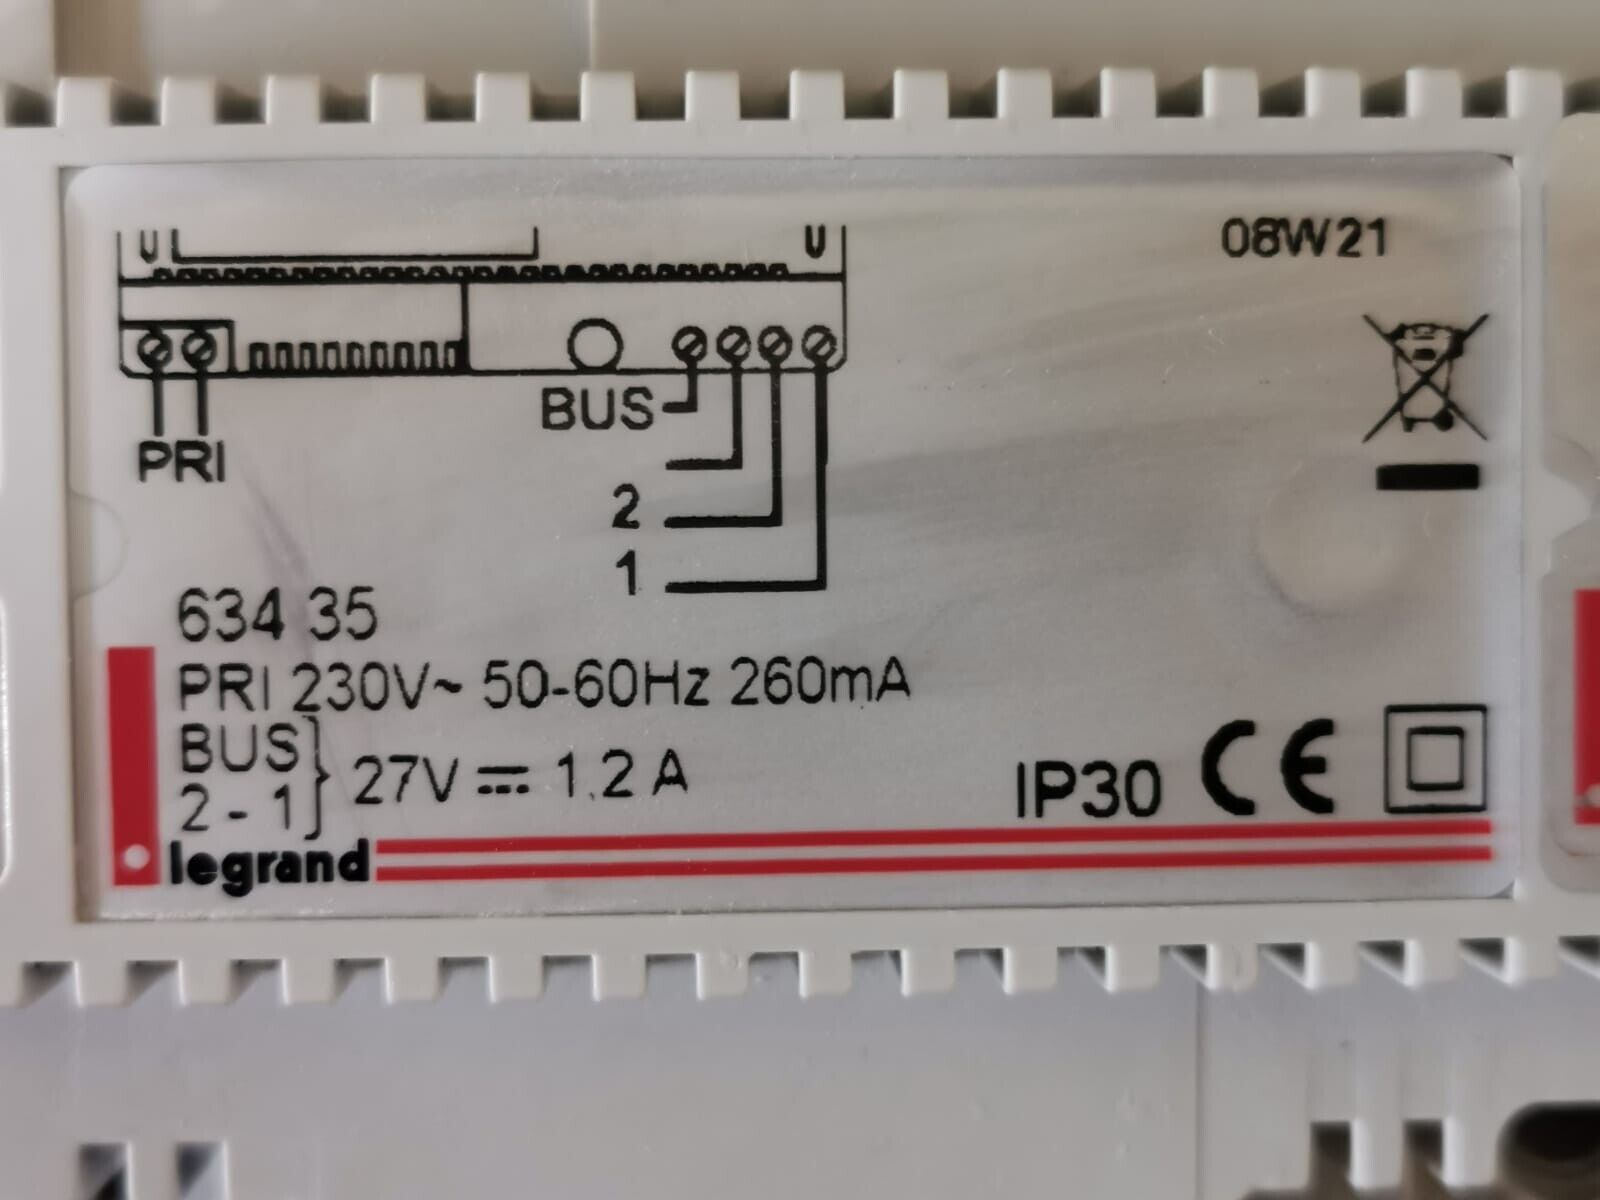 08W21
BUS
PRI
2
1
634 35
PRI 230V~ 50-60Hz 260mA
BUS
2 - 1} 27V ⎓ 1.2 A
IP30 CE
legrand